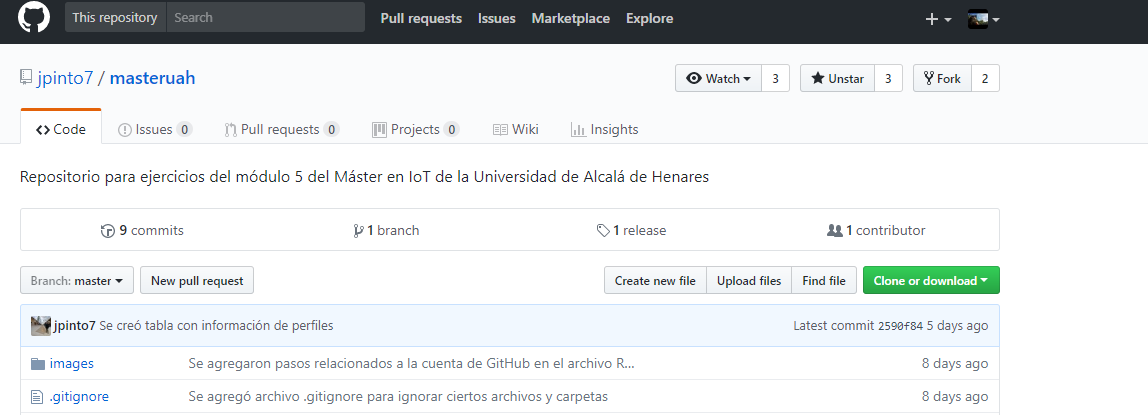 This repository Search Pull requests Issues Marketplace Explore
jpinto7 / masteruah Watch 3 Unstar 3 Fork 2
Code Issues 0 Pull requests 0 Projects 0 Wiki Insights
Repositorio para ejercicios del módulo 5 del Máster en IoT de la Universidad de Alcalá de Henares
9 commits 1 branch 1 release 1 contributor
Branch: master New pull request Create new file Upload files Find file Clone or download
jpinto7 Se creó tabla con información de perfiles Latest commit 2590f84 5 days ago
images Se agregaron pasos relacionados a la cuenta de GitHub en el archivo R... 8 days ago
.gitignore Se agregó archivo .gitignore para ignorar ciertos archivos y carpetas 8 days ago